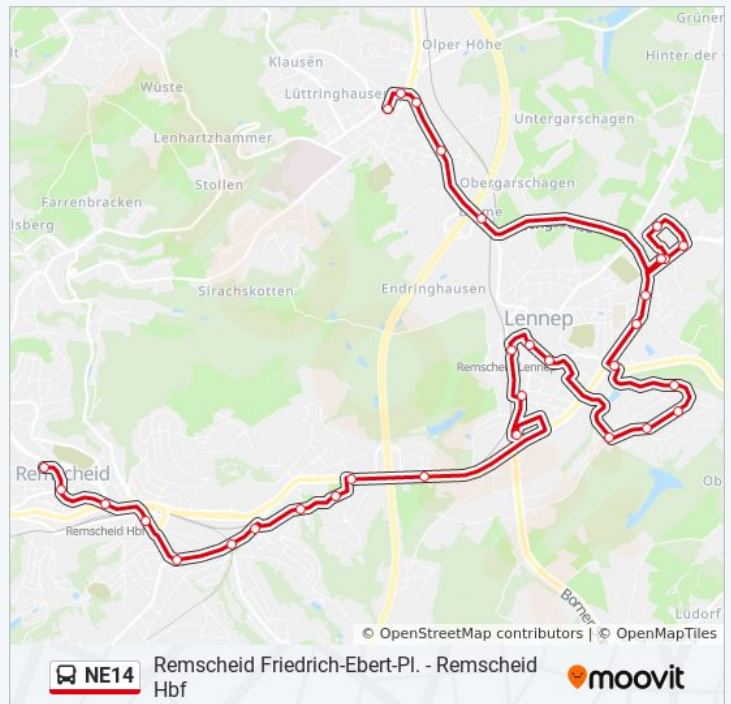 Grüner
Olper Höhe
Hinter der
Klausen
Wüste
Lüttringhausen
Untergarschagen
Lenhartzhammer
Stollen
Obergarschagen
Farrenbracken
elsberg
Sirachskotten
Endringhausen
Lennep
Remscheid Lennep
Remscheid
Ob
Remscheid Hbf
Borner
Lüdorf
© OpenStreetMap contributors | © OpenMapTiles
NE14
Remscheid Friedrich-Ebert-Pl. - Remscheid
Hbf
moovit